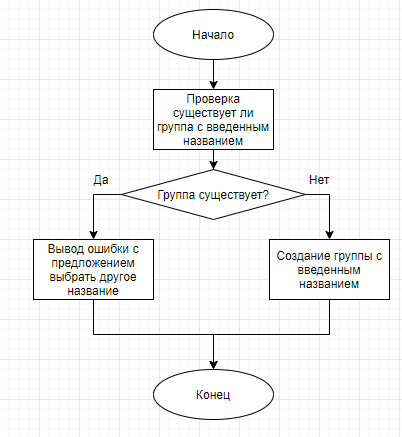 Начало
Проверка
существует ли
группа с введенным
названием
Да
Группа существует?
Нет
Вывод ошибки с
предложением
выбрать другое
название
Создание группы с
введенным
названием
Конец